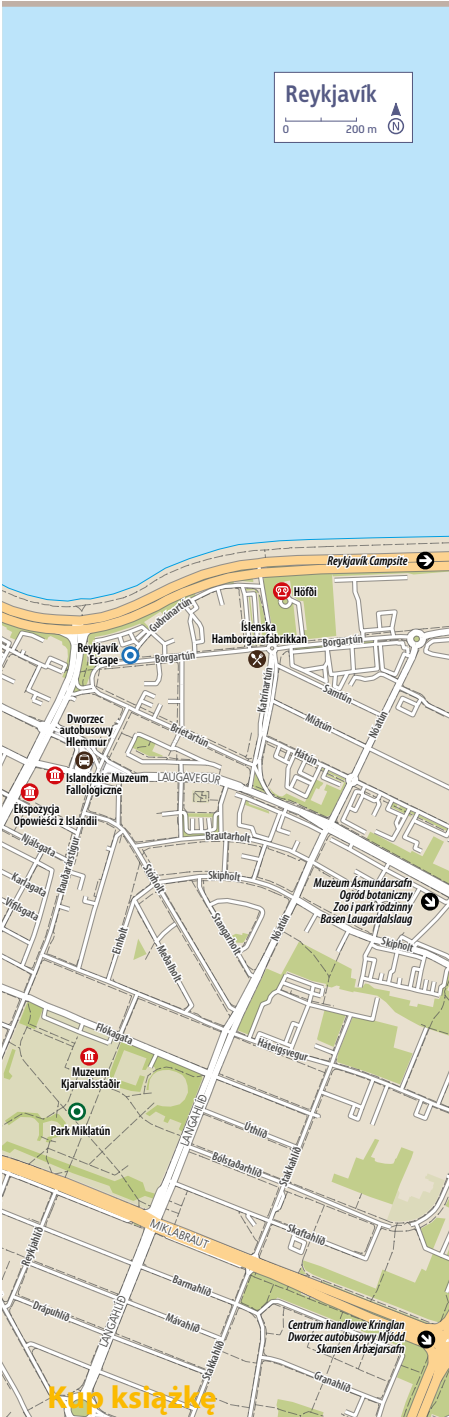 Reykjavík
0 200 m
N
Reykjavík Campsite
Höfði
Guðrúnartún
Íslenska
Hamborgarafabrikkan
Reykjavík
Escape
Borgartún
Borgartún
Katrínartún
Samtún
Miðtún
Nóatún
Hátún
Brietartún
Dworzec
autobusowy
Hlemmur
Islandzkie Muzeum
Fallologiczne
LAUGAVEGUR
Ekspozycja
Opowieści z Islandii
Njálsgata
Karlagata
Vífilsgata
Rauðarárstígur
Brautarholt
Skipholt
Stórholt
Einholt
Meðalholt
Stangarholt
Nóatún
Muzeum Ásmundarsafn
Ogród botaniczny
Zoo i park rodzinny
Basen Laugardalslaug
Skipholt
Flókagata
Háteigsvegur
Muzeum
Kjarvalsstaðir
Park Miklatún
LANGAHLÍÐ
Úthlíð
Bólstaðarhlíð
Stakkahlíð
Skaftahlíð
MIKLABRAUT
Reykjahlíð
Barmahlíð
Drápuhlíð
Mávahlíð
LANGAHLÍÐ
Stakkahlíð
Granahlíð
Centrum handlowe Kringlan
Dworzec autobusowy Mjódd
Skansen Árbæjarsafn
Kup książkę